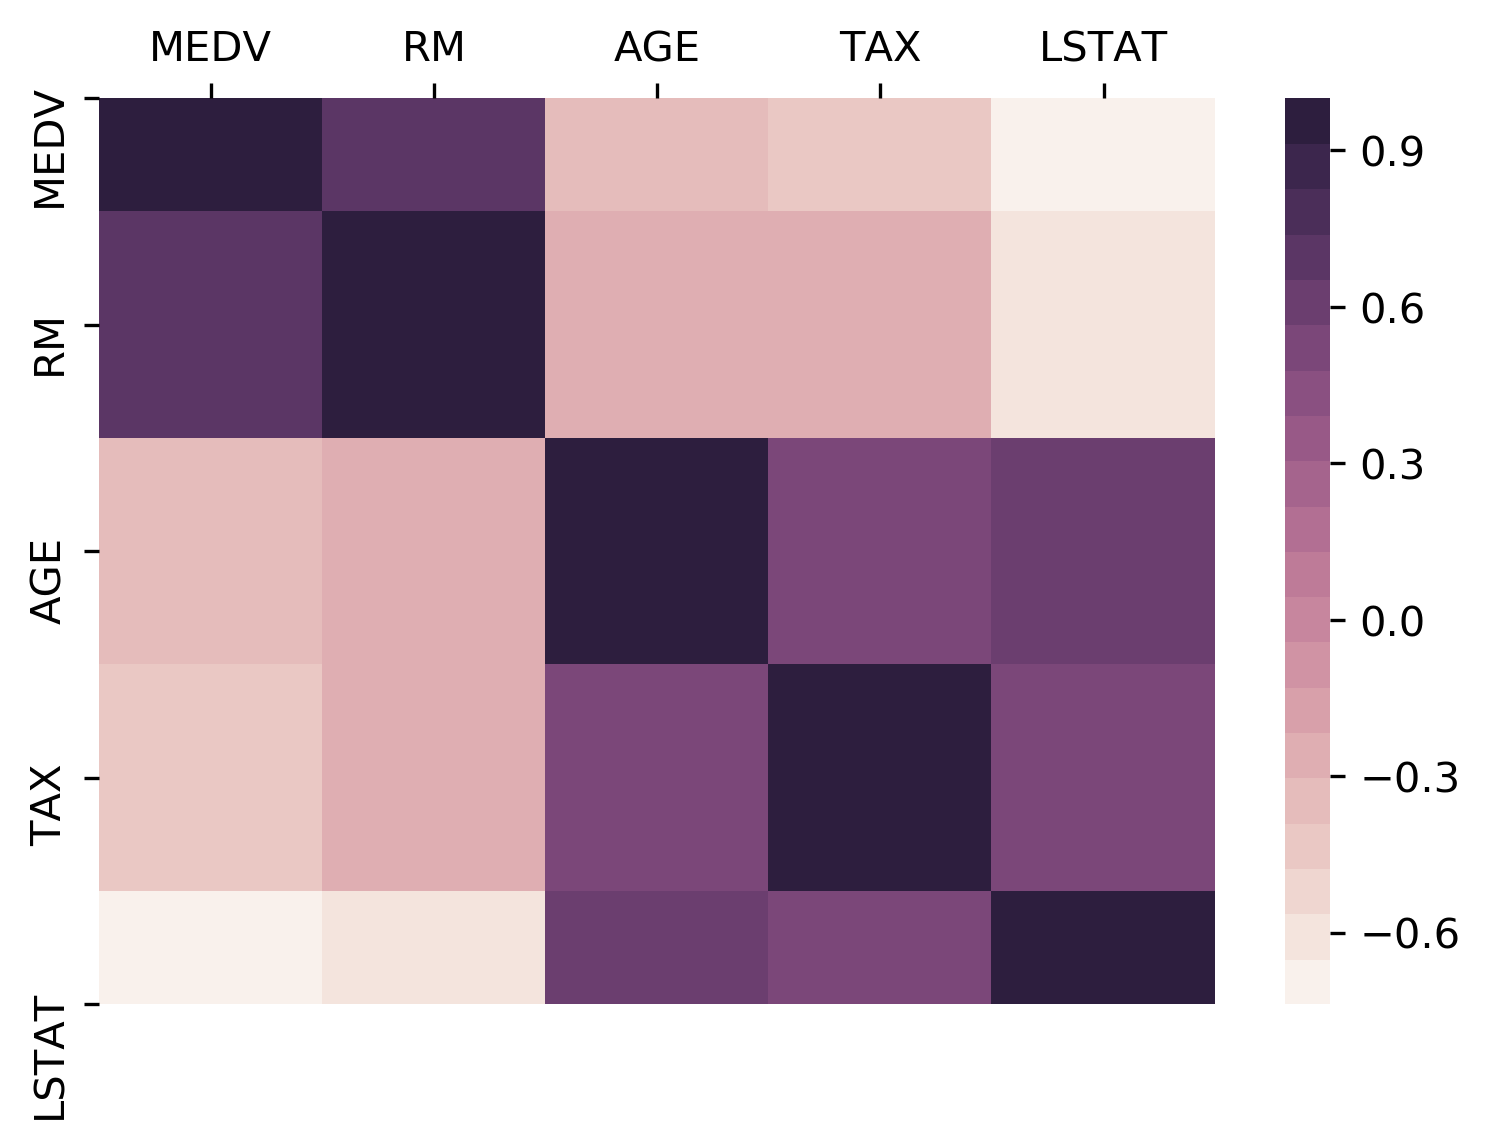 MEDV RM AGE TAX LSTAT
MEDV
RM
AGE
TAX
LSTAT
0.9
0.6
0.3
0.0
−0.3
−0.6